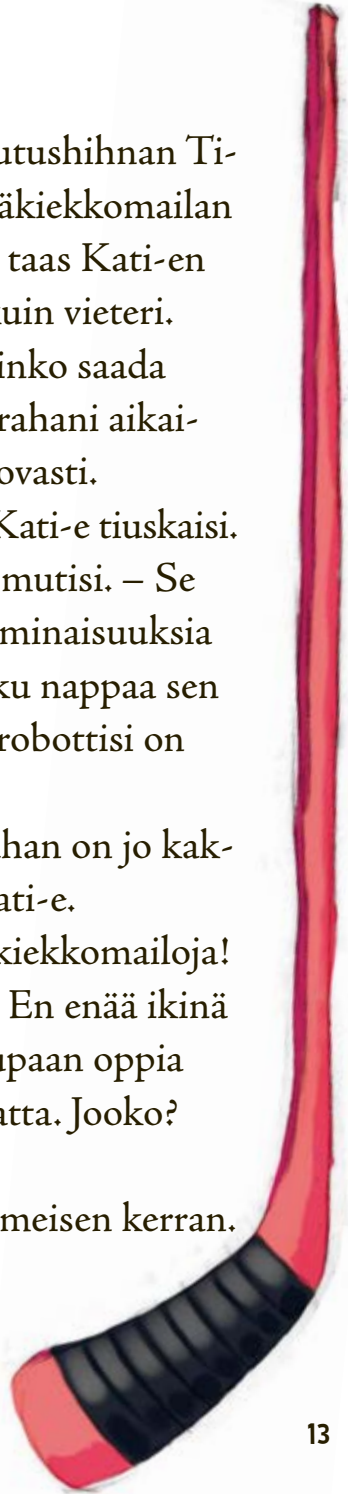 utushihnan Ti-
äkiekkomailan
taas Kati-en
uin vieteri.
inko saada
rahani aikai-
ovasti.
Kati-e tiuskaisi.
mutisi. – Se
minaisuuksia
ku nappaa sen
robottisi on
han on jo kak-
ati-e.
kiekkomailoja!
En enää ikinä
upaan oppia
atta. Jooko?
meisen kerran.
13